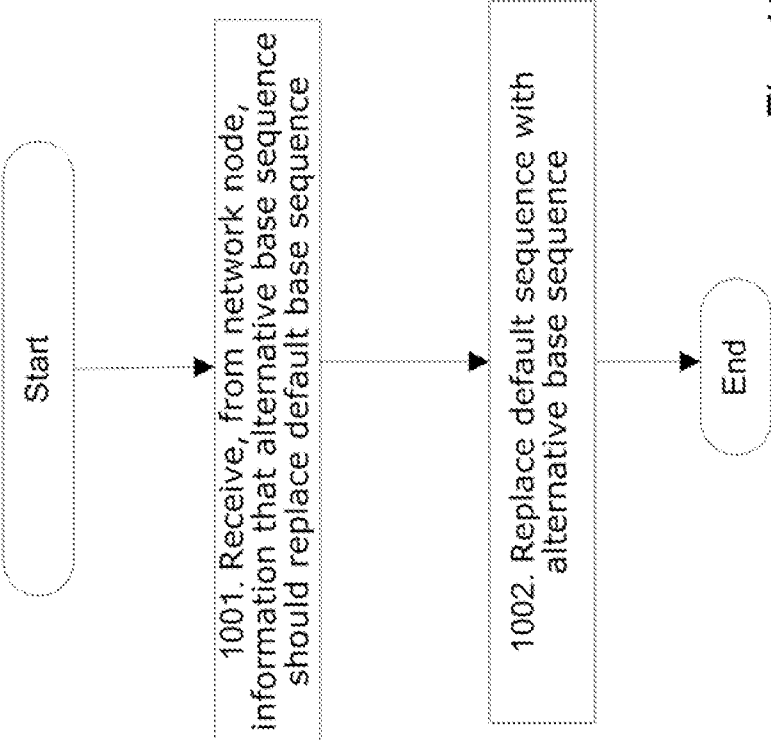 Start
1001. Receive, from network node,
information that alternative base sequence
should replace default base sequence
1002. Replace default sequence with
alternative base sequence
End